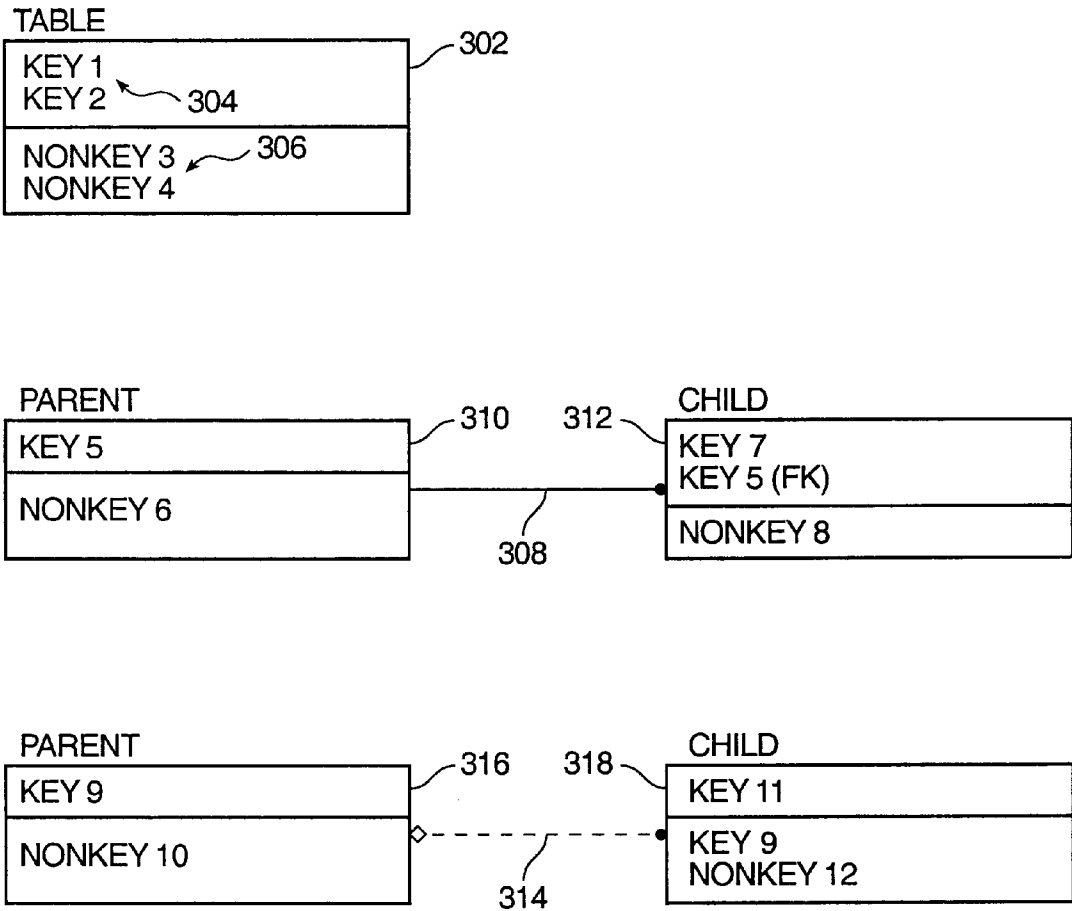 TABLE
302
KEY 1
KEY 2
304
NONKEY 3
306
NONKEY 4
PARENT
310
KEY 5
NONKEY 6
308
CHILD
312
KEY 7
KEY 5 (FK)
NONKEY 8
PARENT
316
KEY 9
NONKEY 10
314
CHILD
318
KEY 11
KEY 9
NONKEY 12